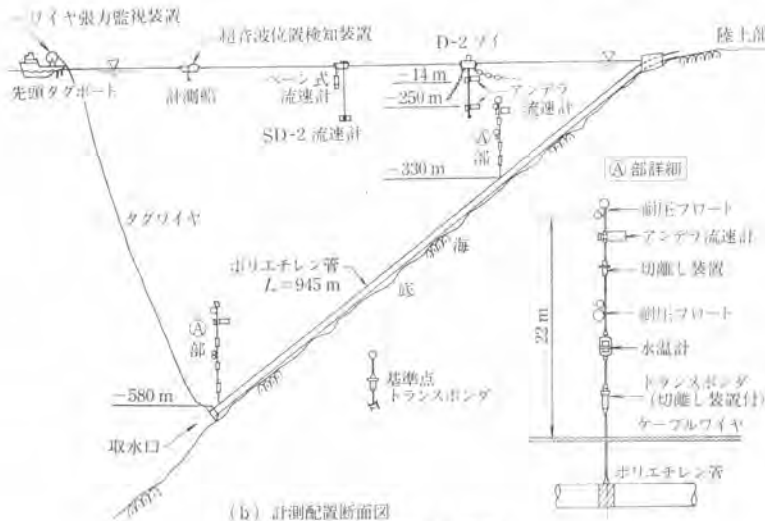 ワイヤ張力監視装置
超音波位置検知装置
D-2 ブイ
陸上部
先頭タグボート
計測船
ベーン式
流速計
SD-2 流速計
-14 m
-250 m
アンデラ
流速計
Ⓐ
部
-330 m
Ⓐ部詳細
タグワイヤ
ポリエチレン管
L=945 m
海
底
Ⓐ
部
-580 m
取水口
基準点
トランスポンダ
22 m
耐圧フロート
アンデラ流速計
切離し装置
耐圧フロート
水温計
トランスポンダ
(切離し装置付)
ケーブルワイヤ
ポリエチレン管
(b) 計測配置断面図